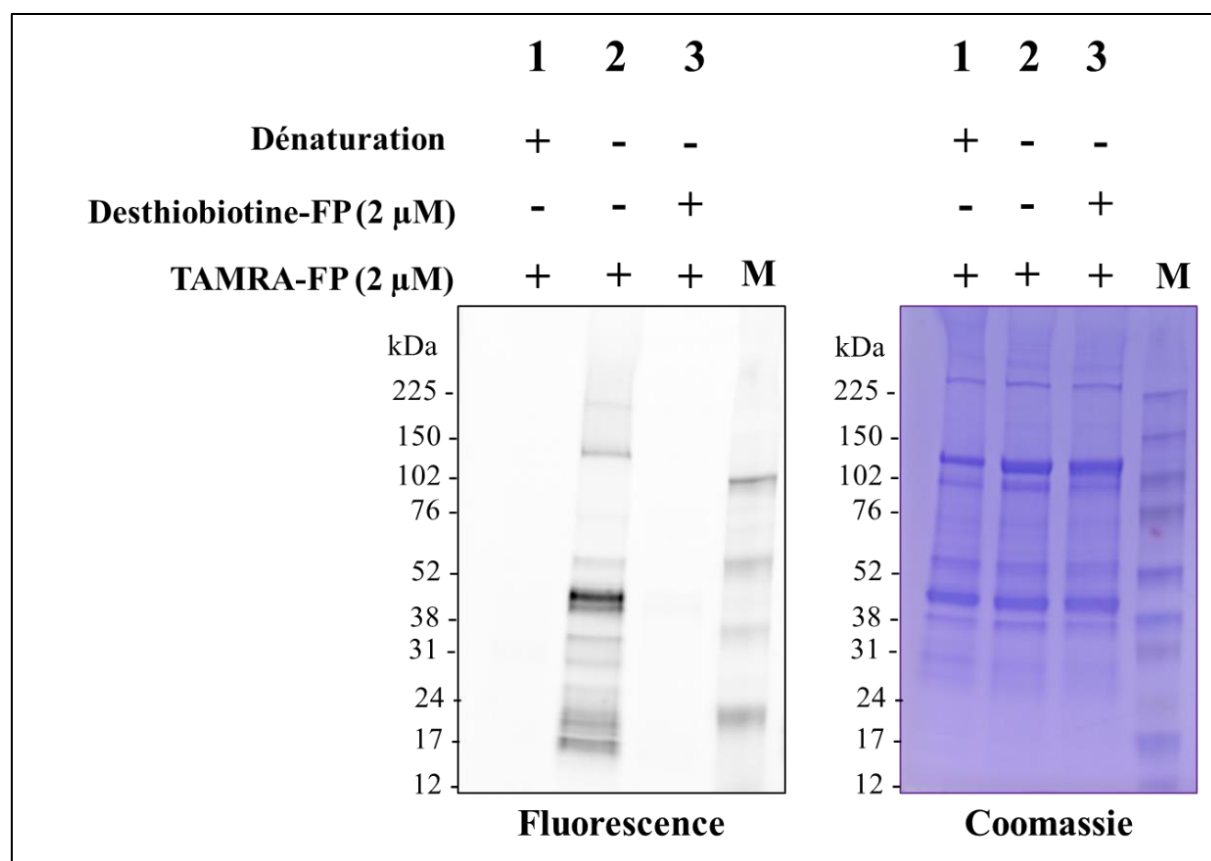 1 2 3 1 2 3
Dénaturation + - - + - -
Desthiobiotine-FP (2 µM) - - + - - +
TAMRA-FP (2 µM) + + + M + + + M
kDa kDa
225 - 225 -
150 - 150 -
102 - 102 -
76 - 76 -
52 - 52 -
38 - 38 -
31 - 31 -
24 - 24 -
17 - 17 -
12 - 12 -
Fluorescence Coomassie